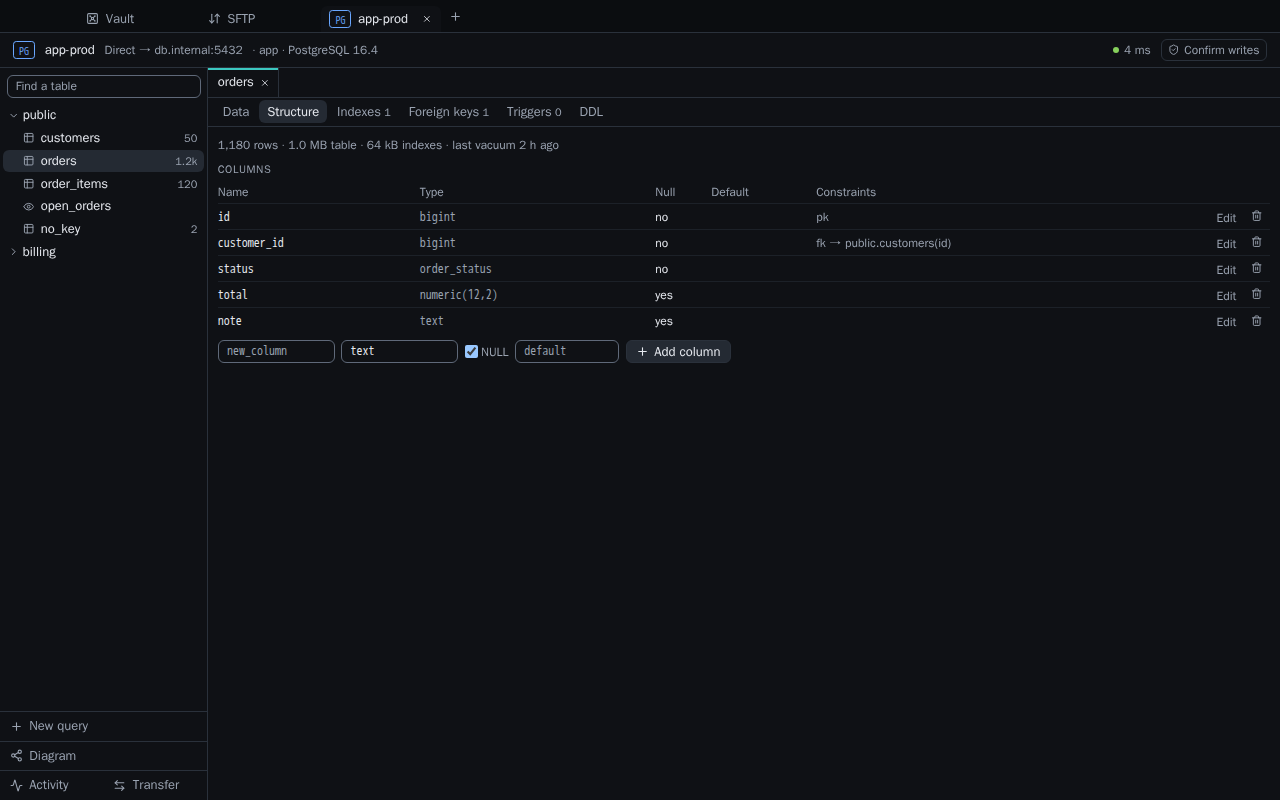 Vault
SFTP
PG app-prod
PG app-prod Direct → db.internal:5432 · app · PostgreSQL 16.4
4 ms
Confirm writes
Find a table
public
customers 50
orders 1.2k
order_items 120
open_orders
no_key 2
billing
New query
Diagram
Activity
Transfer
orders
Data Structure Indexes 1 Foreign keys 1 Triggers 0 DDL
1,180 rows · 1.0 MB table · 64 kB indexes · last vacuum 2 h ago
COLUMNS
Name Type Null Default Constraints
id bigint no pk Edit
customer_id bigint no fk → public.customers(id) Edit
status order_status no Edit
total numeric(12,2) yes Edit
note text yes Edit
new_column text NULL default Add column